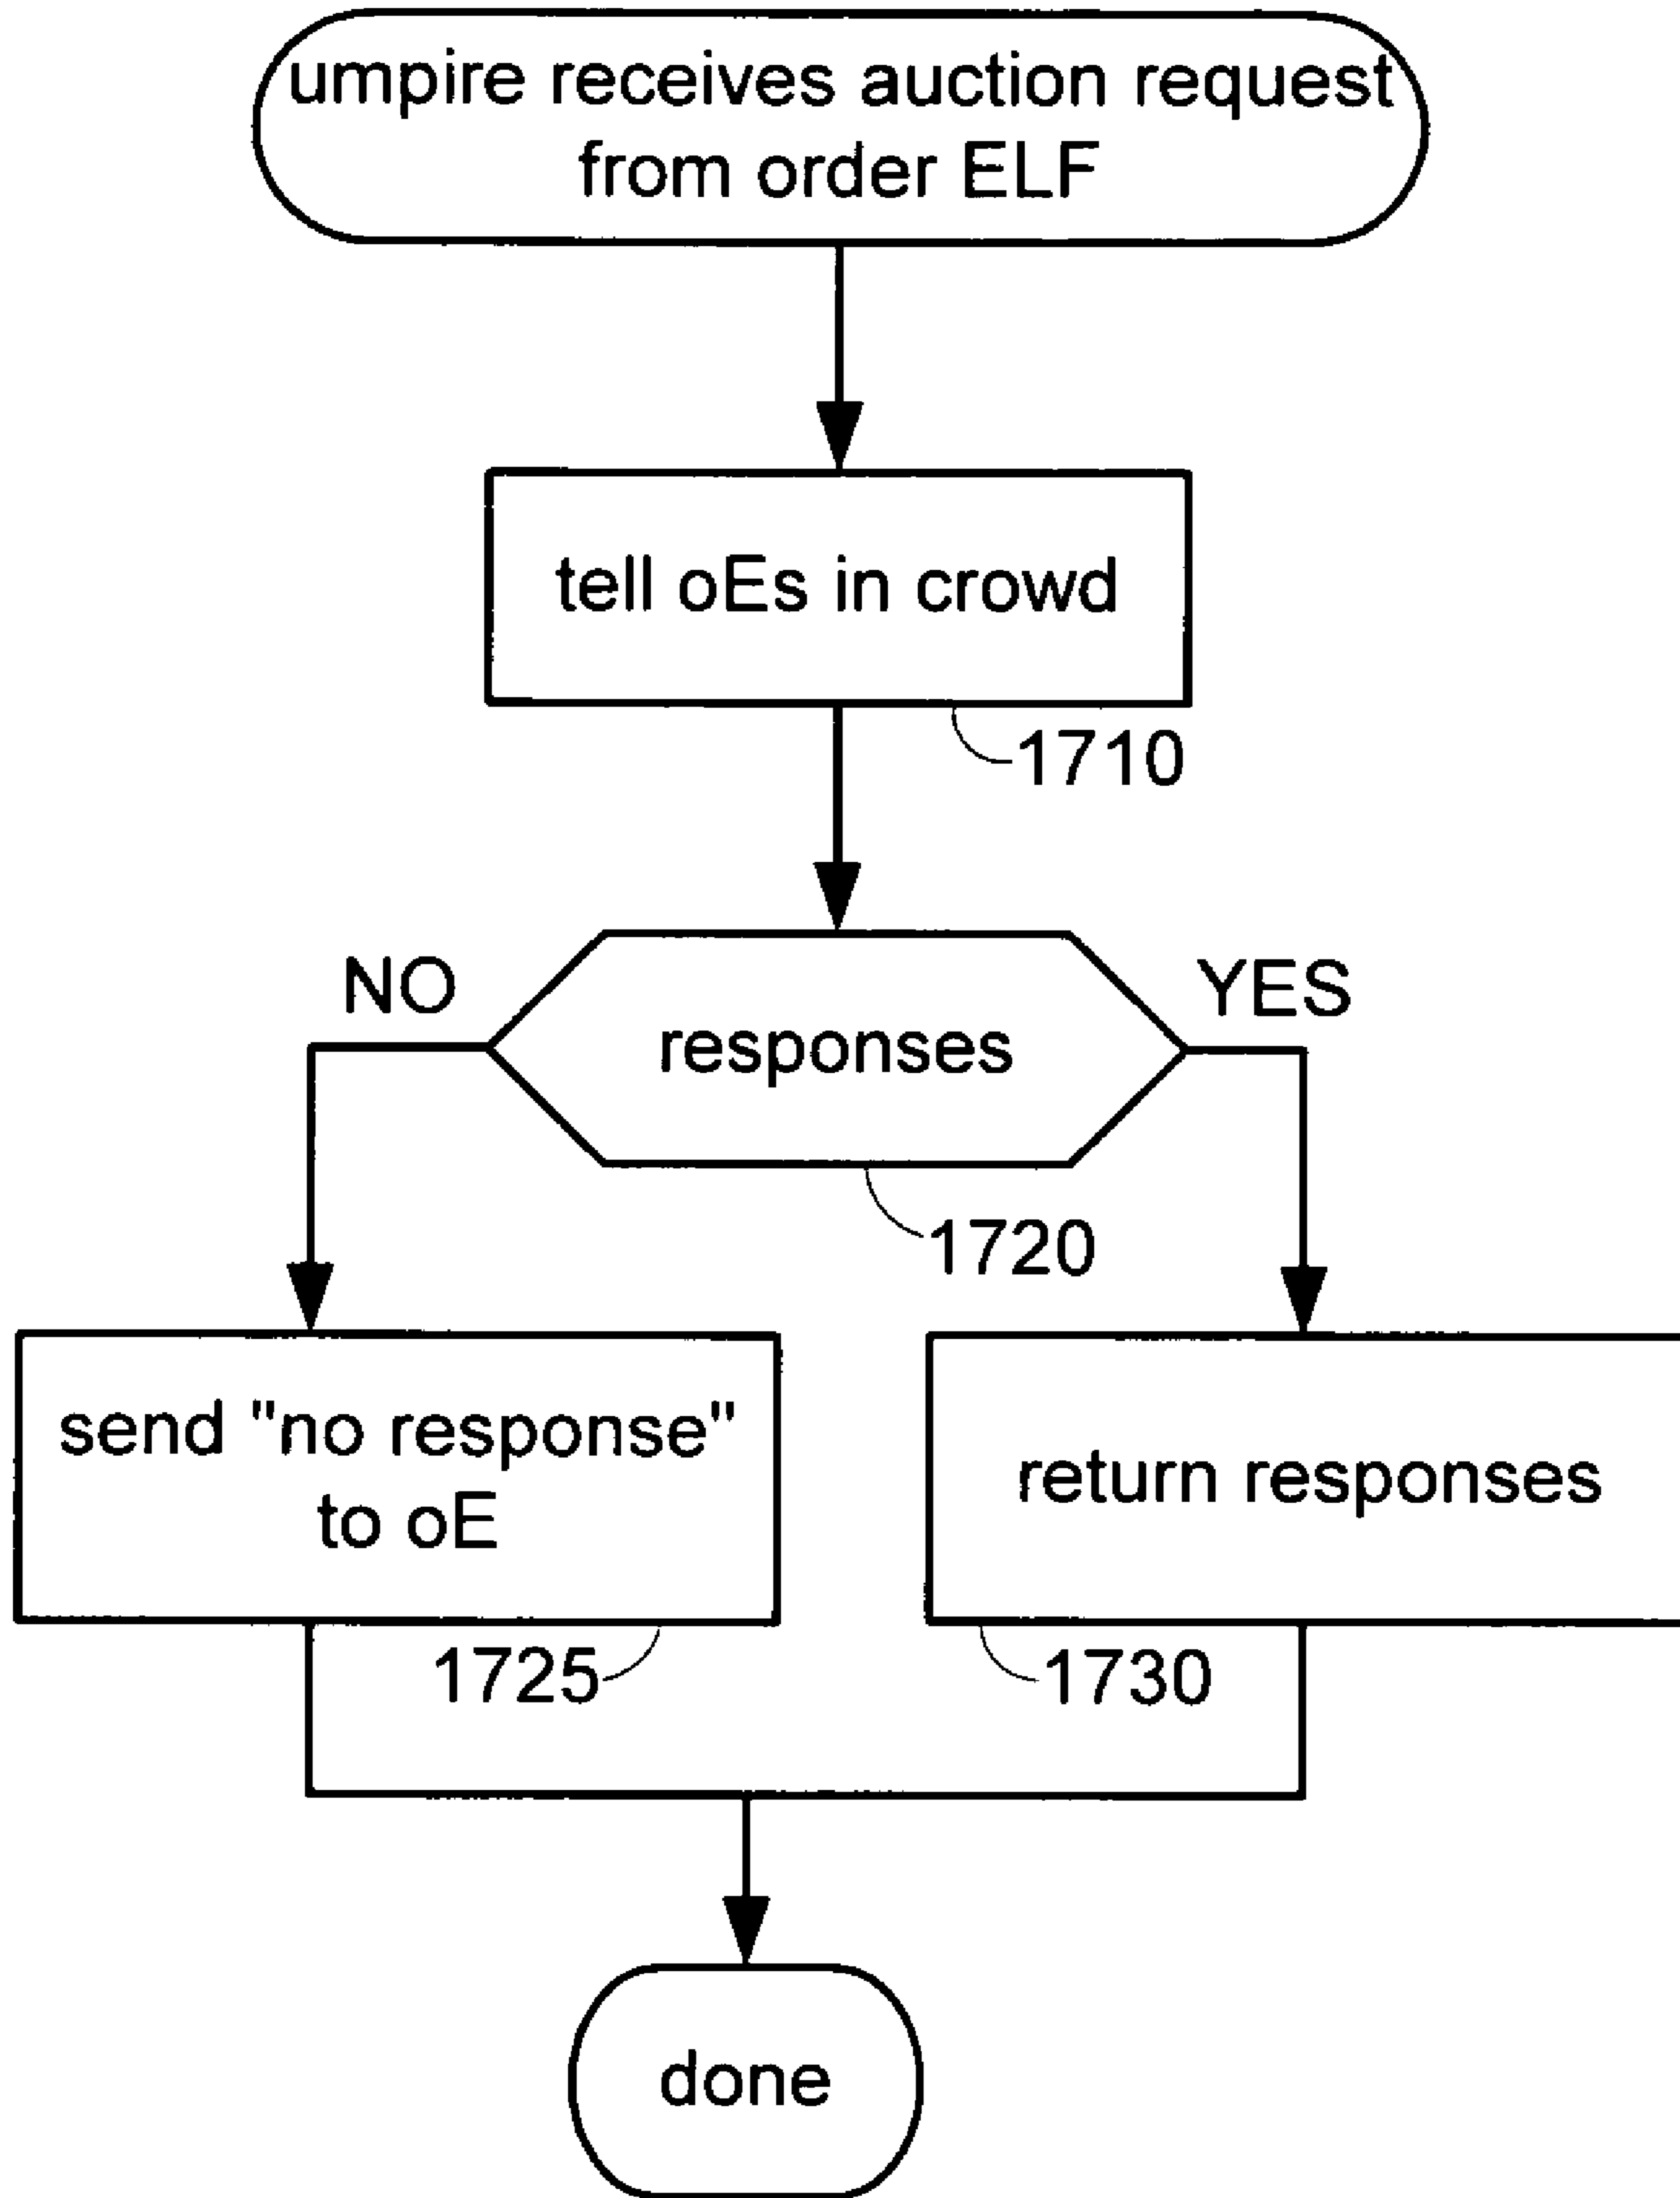 umpire receives auction request
from order ELF
tell oEs in crowd
1710
NO
YES
responses
1720
send "no response"
to oE
return responses
1725
1730
done